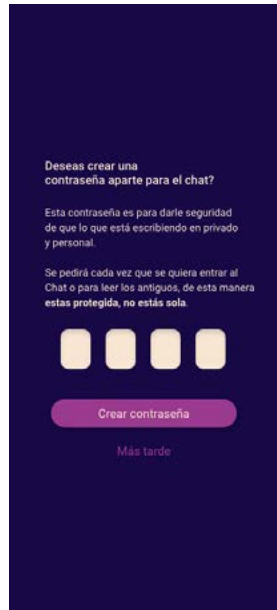 Deseas crear una
contraseña aparte para el chat?
Esta contraseña es para darle seguridad
de que lo que está escribiendo en privado
y personal.
Se pedirá cada vez que se quiera entrar al
Chat o para leer los antiguos, de esta manera
estas protegida, no estás sola.
Crear contraseña
Más tarde